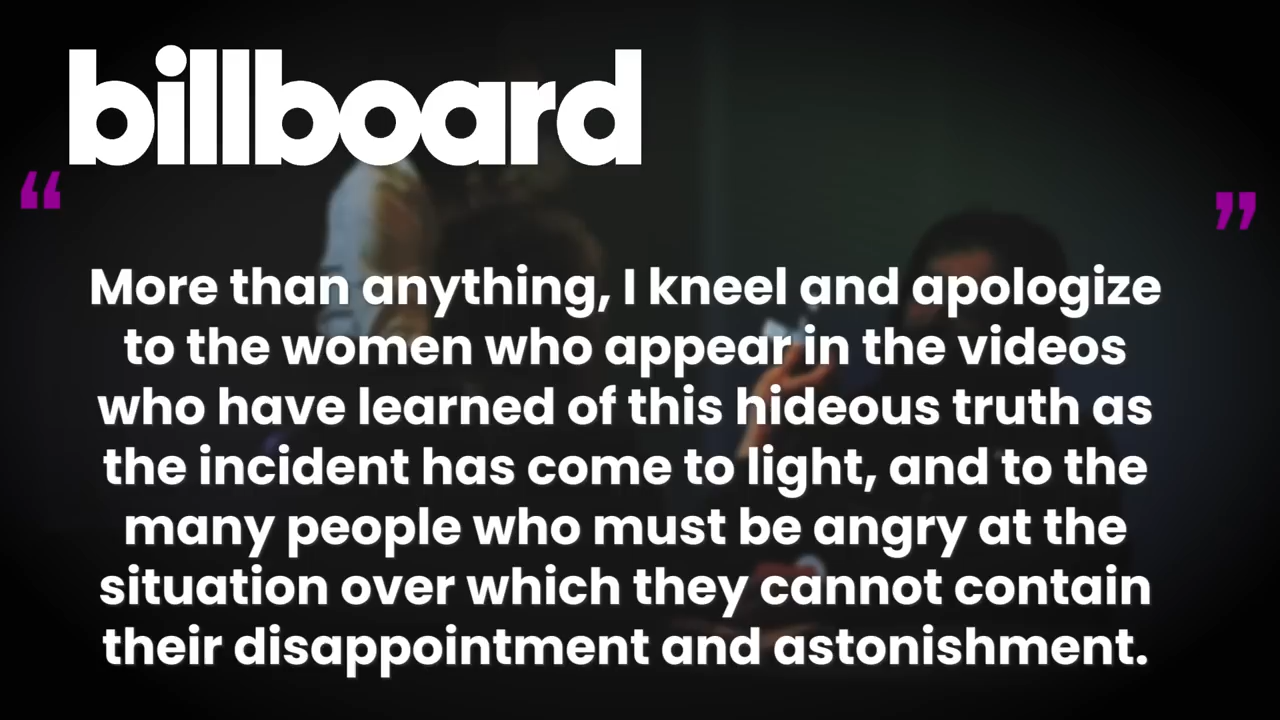 billboard
“ ”
More than anything, I kneel and apologize
to the women who appear in the videos
who have learned of this hideous truth as
the incident has come to light, and to the
many people who must be angry at the
situation over which they cannot contain
their disappointment and astonishment.